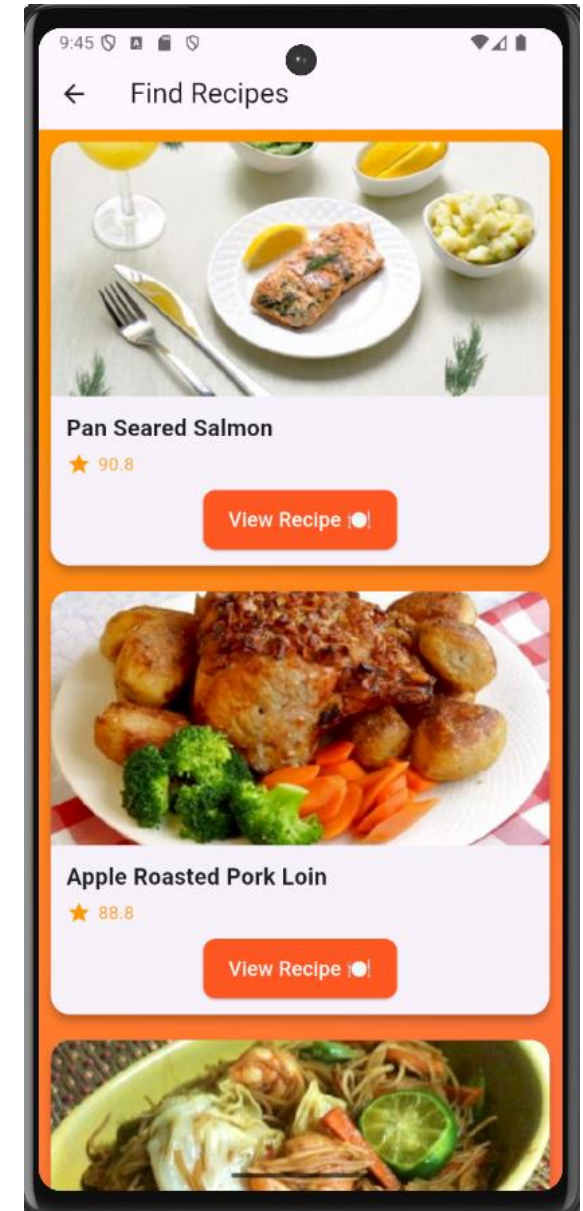 9:45
Find Recipes
Pan Seared Salmon
90.8
View Recipe 🍽️
Apple Roasted Pork Loin
88.8
View Recipe 🍽️